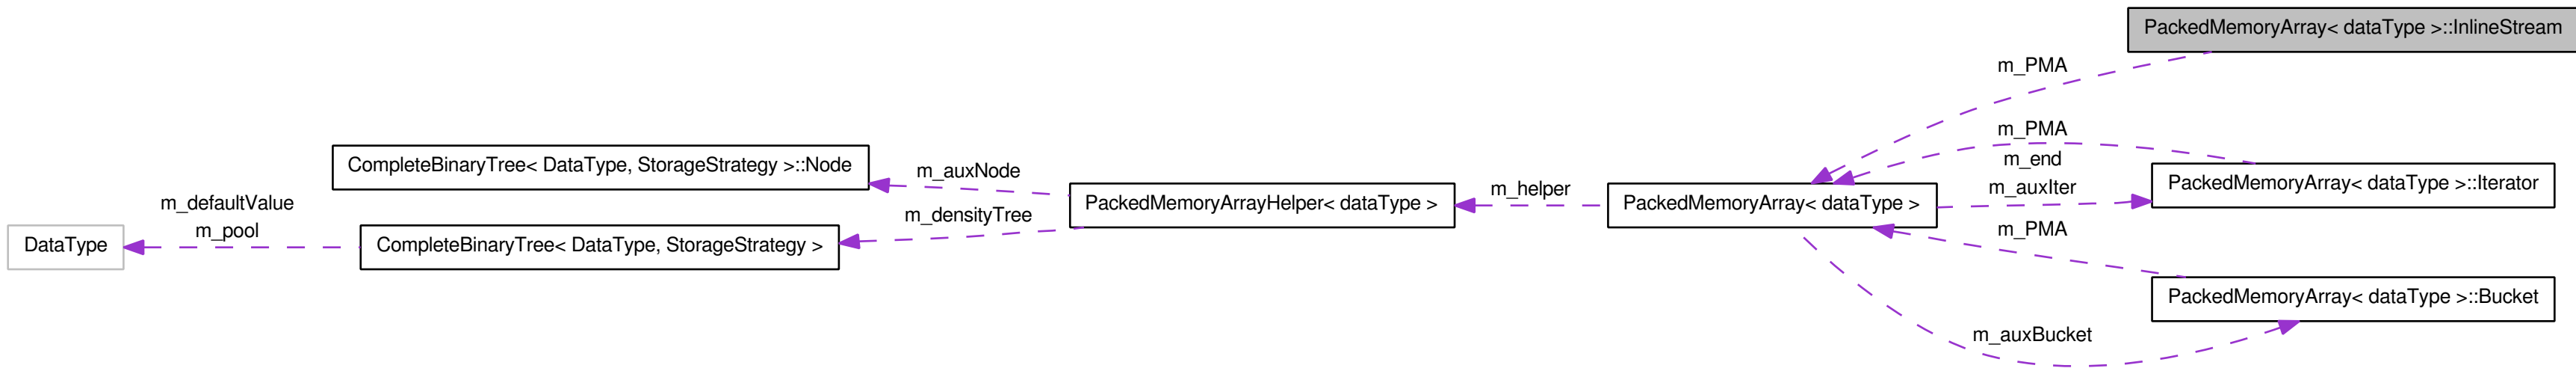 PackedMemoryArray< dataType >::InlineStream
m_PMA
m_PMA
CompleteBinaryTree< DataType, StorageStrategy >::Node
m_auxNode
m_end
m_auxIter
PackedMemoryArray< dataType >::Iterator
m_defaultValue
m_pool
m_densityTree
PackedMemoryArrayHelper< dataType >
m_helper
PackedMemoryArray< dataType >
m_PMA
DataType
CompleteBinaryTree< DataType, StorageStrategy >
PackedMemoryArray< dataType >::Bucket
m_auxBucket